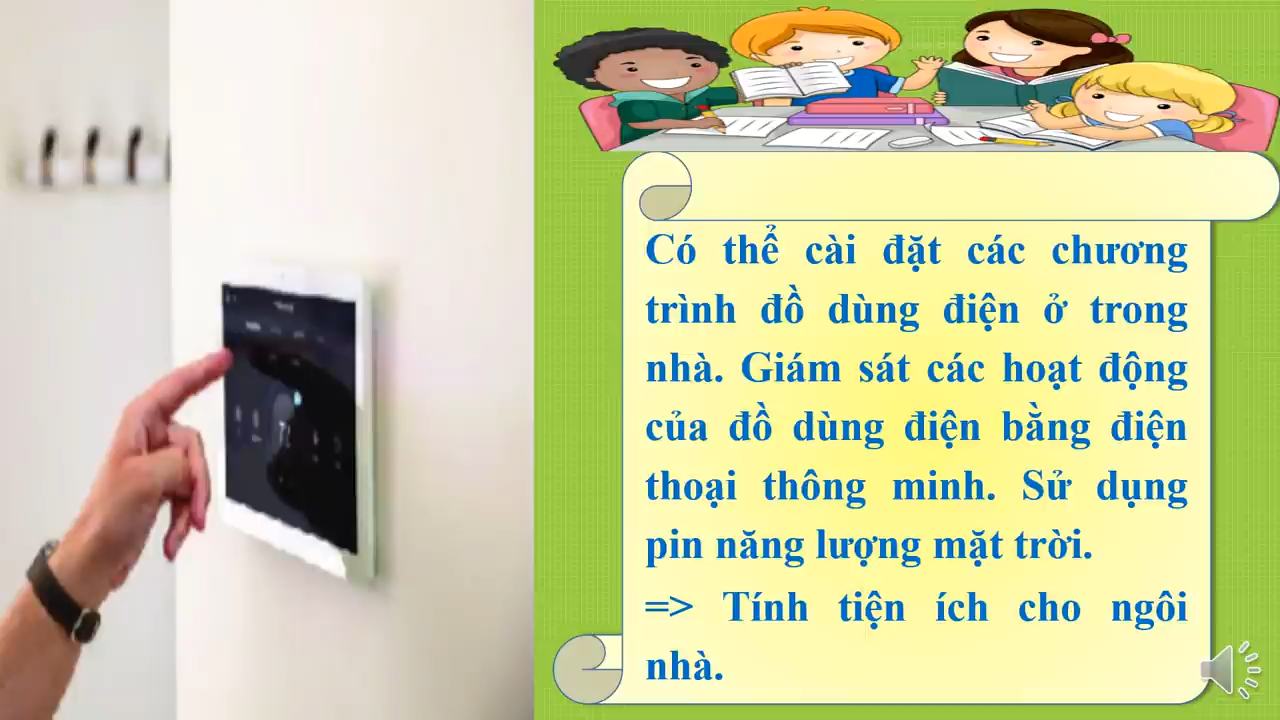 Có thể cài đặt các chương
trình đồ dùng điện ở trong
nhà. Giám sát các hoạt động
của đồ dùng điện bằng điện
thoại thông minh. Sử dụng
pin năng lượng mặt trời.
=> Tính tiện ích cho ngôi
nhà.